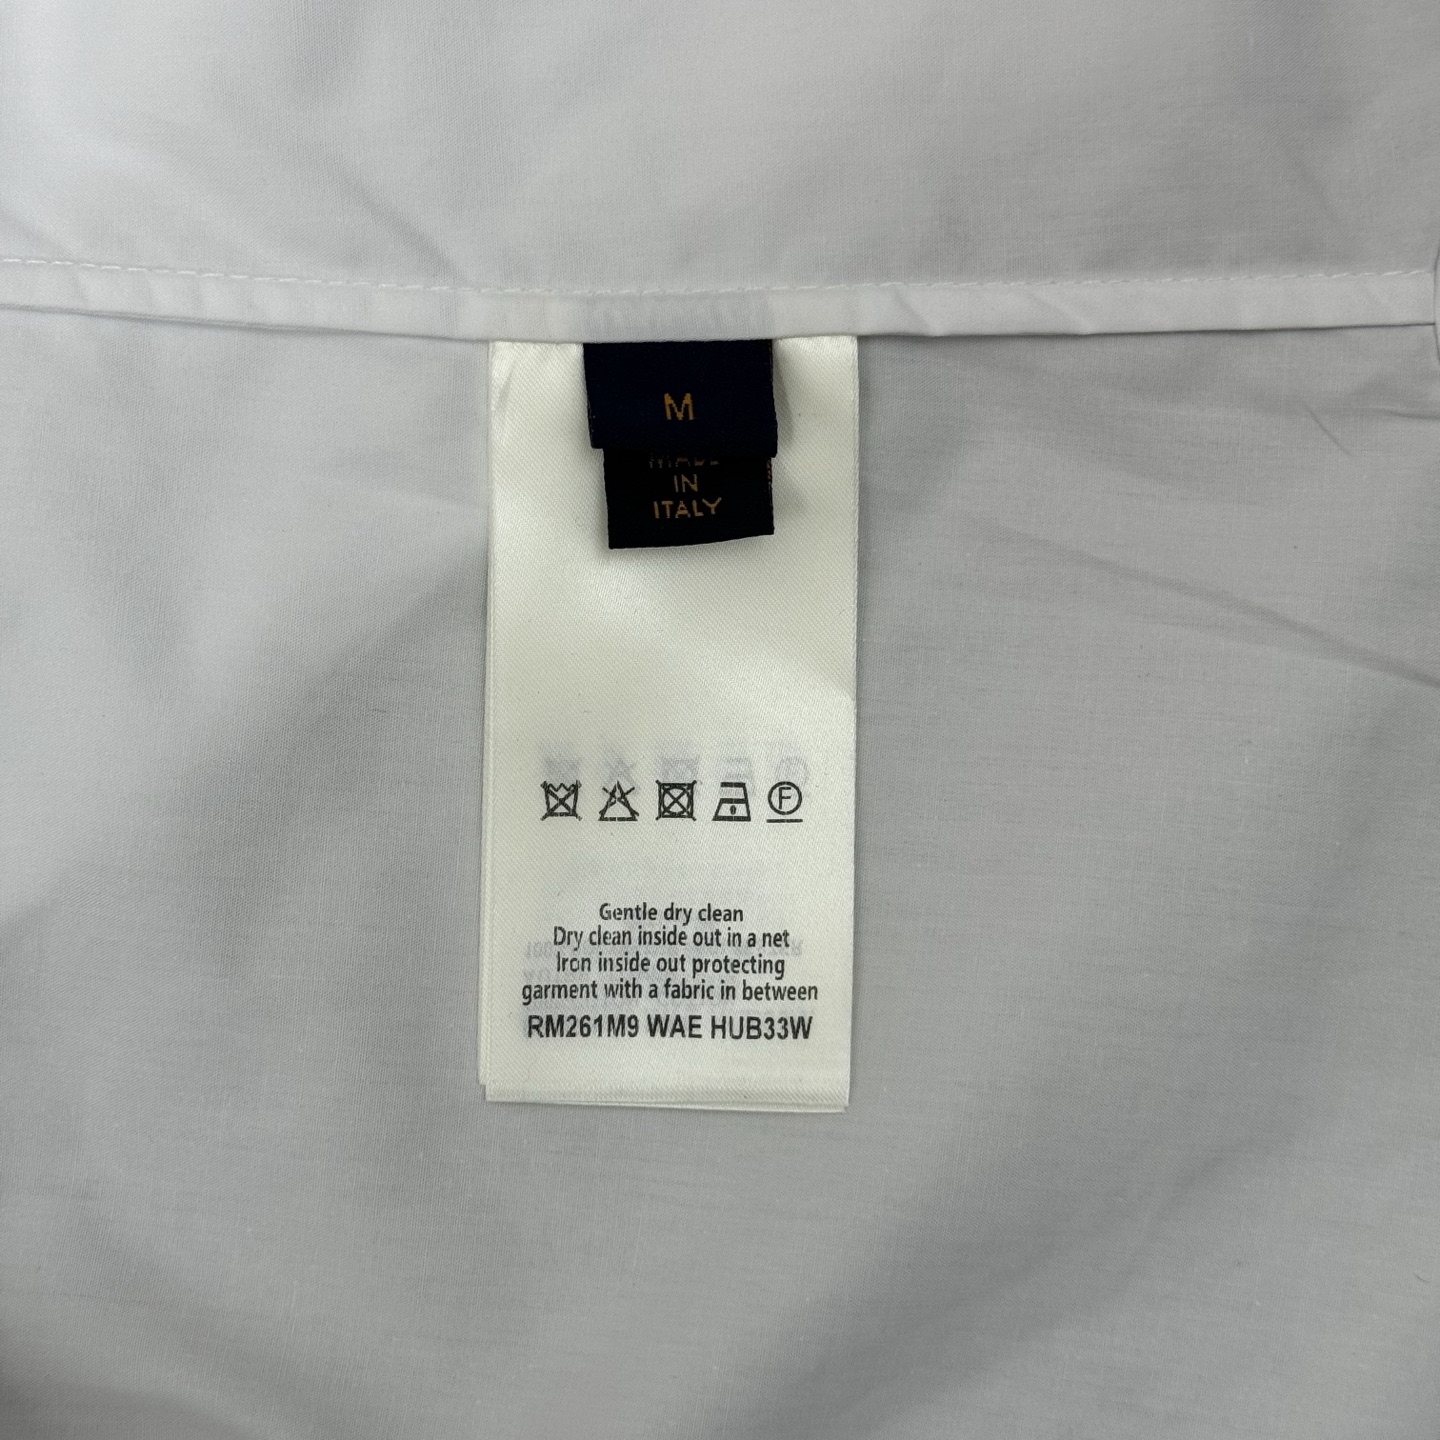 M
MADE
IN
ITALY
F
Gentle dry clean
Dry clean inside out in a net
Iron inside out protecting
garment with a fabric in between
RM261M9 WAE HUB33W